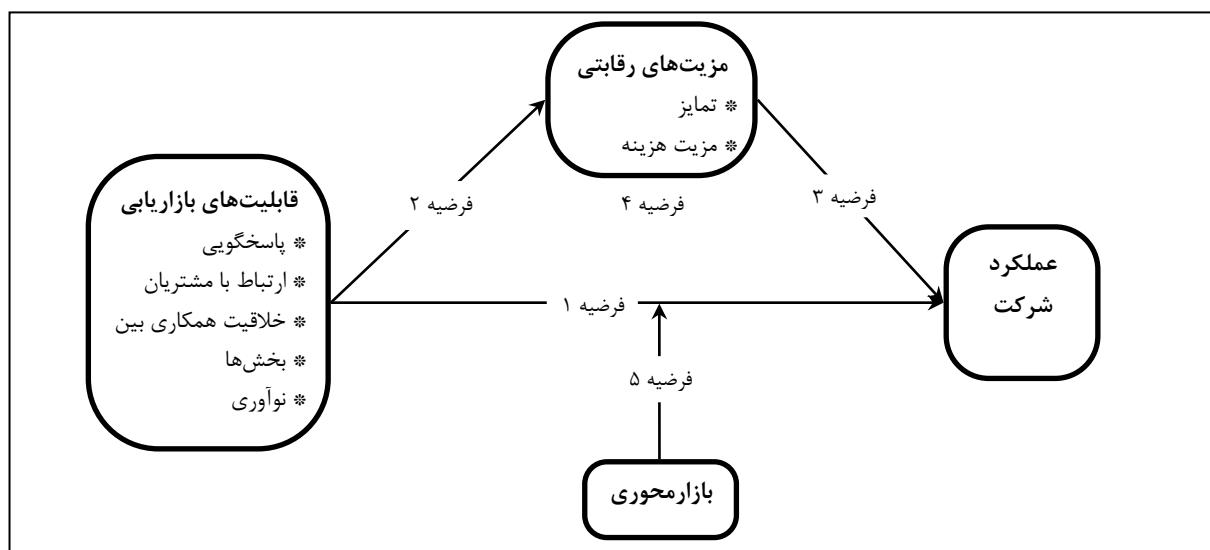 مزیت‌های رقابتی
* تمایز
* مزیت هزینه
قابلیت‌های بازاریابی
* پاسخگویی
* ارتباط با مشتریان
* خلاقیت همکاری بین
* بخش‌ها
* نوآوری
فرضیه ۲
فرضیه ۴
فرضیه ۳
عملکرد
شرکت
فرضیه ۱
فرضیه ۵
بازارمحوری